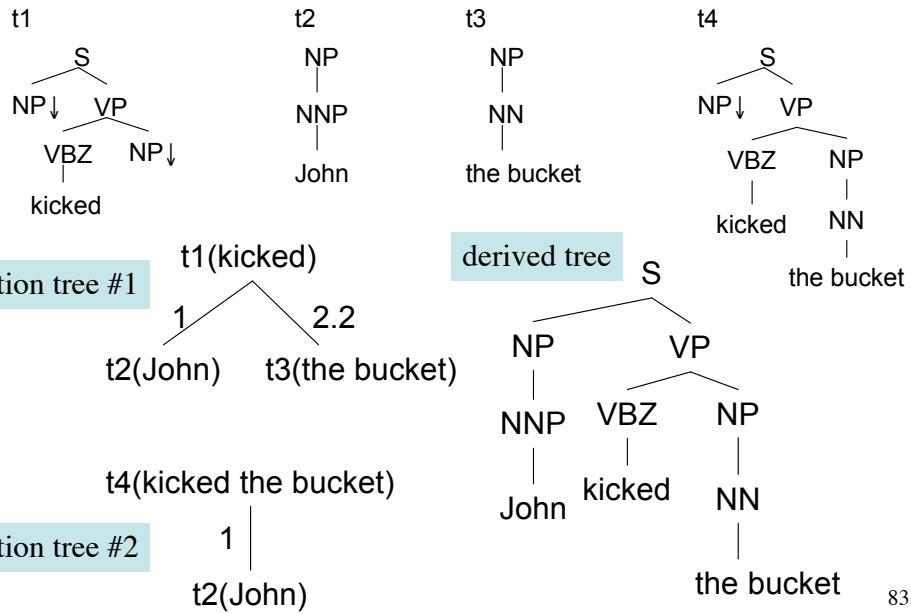 t1 t2 t3 t4
S NP NP S
NP↓ VP NNP NN NP↓ VP
VBZ NP↓ John the bucket VBZ NP
kicked kicked NN
the bucket
tion tree #1 t1(kicked) derived tree S
1 2.2 NP VP
t2(John) t3(the bucket)
NNP VBZ NP
t4(kicked the bucket) John kicked NN
tion tree #2 1
t2(John) the bucket 83